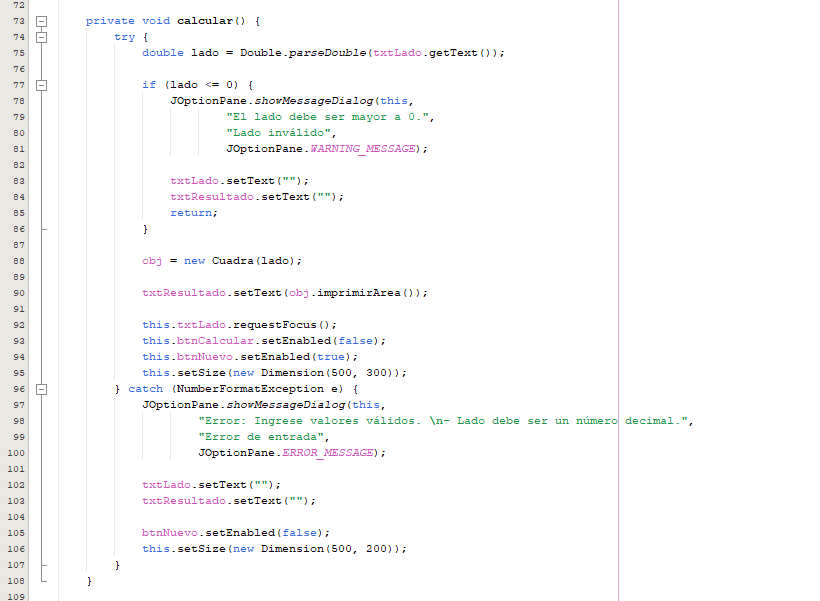 72
73 private void calcular() {
74 try {
75 double lado = Double.parseDouble(txtLado.getText());
76
77 if (lado <= 0) {
78 JOptionPane.showMessageDialog(this,
79 "El lado debe ser mayor a 0.",
80 "Lado inválido",
81 JOptionPane.WARNING_MESSAGE);
82
83 txtLado.setText("");
84 txtResultado.setText("");
85 return;
86 }
87
88 obj = new Cuadra(lado);
89
90 txtResultado.setText(obj.imprimirArea());
91
92 this.txtLado.requestFocus();
93 this.btnCalcular.setEnabled(false);
94 this.btnNuevo.setEnabled(true);
95 this.setSize(new Dimension(500, 300));
96 } catch (NumberFormatException e) {
97 JOptionPane.showMessageDialog(this,
98 "Error: Ingrese valores válidos. \n- Lado debe ser un número decimal.",
99 "Error de entrada",
100 JOptionPane.ERROR_MESSAGE);
101
102 txtLado.setText("");
103 txtResultado.setText("");
104
105 btnNuevo.setEnabled(false);
106 this.setSize(new Dimension(500, 200));
107 }
108 }
109